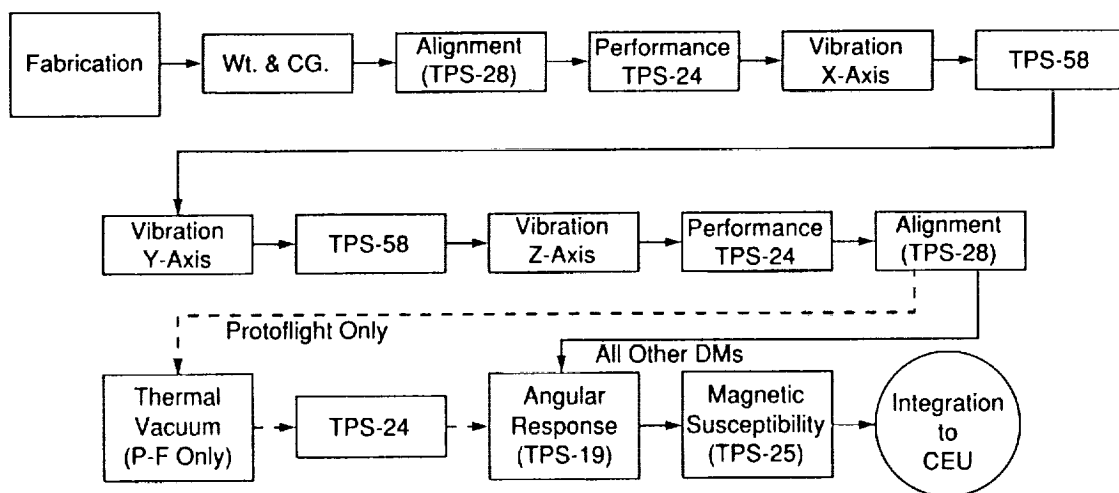 Fabrication
Wt. & CG.
Alignment
(TPS-28)
Performance
TPS-24
Vibration
X-Axis
TPS-58
Vibration
Y-Axis
TPS-58
Vibration
Z-Axis
Performance
TPS-24
Alignment
(TPS-28)
Protoflight Only
All Other DMs
Thermal
Vacuum
(P-F Only)
TPS-24
Angular
Response
(TPS-19)
Magnetic
Susceptibility
(TPS-25)
Integration
to
CEU